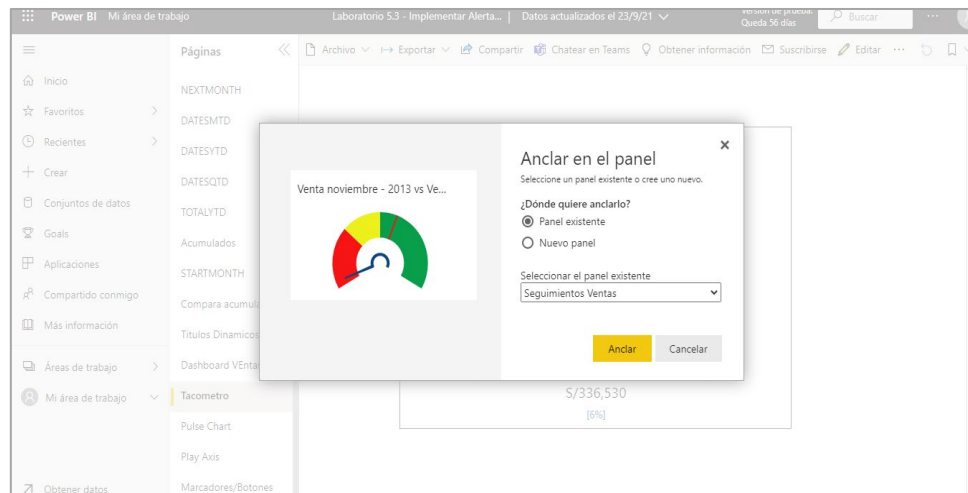 Power BI Mi área de trabajo
Laboratorio 5.3 - Implementar Alerta... | Datos actualizados el 23/9/21
Versión de prueba:
Queda 56 días
Buscar
Páginas
Archivo Exportar Compartir Chatear en Teams Obtener información Suscribirse Editar
Inicio
Favoritos
Recientes
Crear
Conjuntos de datos
Goals
Aplicaciones
Compartido conmigo
Más información
Áreas de trabajo
Mi área de trabajo
Obtener datos
NEXTMONTH
DATESMTD
DATESYTD
DATESQTD
TOTALYTD
Acumulados
STARTMONTH
Compara acumula
Titulos Dinamicos
Dashboard VEnta
Tacometro
Pulse Chart
Play Axis
Marcadores/Botones
Venta noviembre - 2013 vs Ve...
Anclar en el panel
Seleccione un panel existente o cree uno nuevo.
¿Dónde quiere anclarlo?
Panel existente
Nuevo panel
Seleccionar el panel existente
Seguimientos Ventas
Anclar Cancelar
S/336,530
[6%]